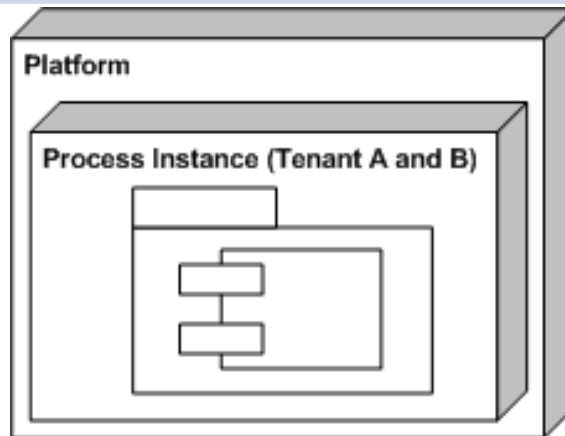 Platform
Process Instance (Tenant A and B)